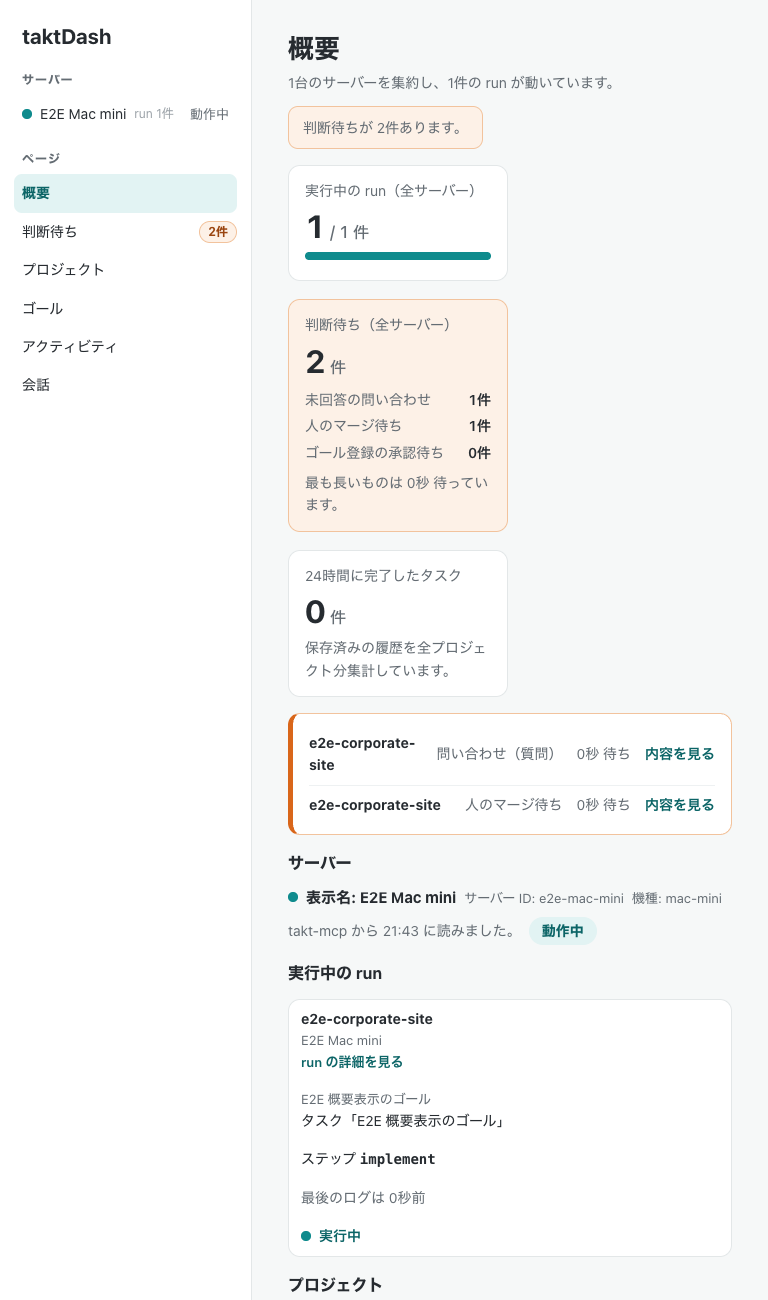 taktDash
サーバー
E2E Mac mini run 1件 動作中
ページ
概要
判断待ち 2件
プロジェクト
ゴール
アクティビティ
会話
概要
1台のサーバーを集約し、1件の run が動いています。
判断待ちが 2件あります。
実行中の run（全サーバー）
1 / 1 件
判断待ち（全サーバー）
2 件
未回答の問い合わせ 1件
人のマージ待ち 1件
ゴール登録の承認待ち 0件
最も長いものは 0秒 待ってい
ます。
24時間に完了したタスク
0 件
保存済みの履歴を全プロジェ
クト分集計しています。
e2e-corporate-
site 問い合わせ（質問） 0秒 待ち 内容を見る
e2e-corporate-site 人のマージ待ち 0秒 待ち 内容を見る
サーバー
表示名: E2E Mac mini サーバー ID: e2e-mac-mini 機種: mac-mini
takt-mcp から 21:43 に読みました。 動作中
実行中の run
e2e-corporate-site
E2E Mac mini
run の詳細を見る
E2E 概要表示のゴール
タスク「E2E 概要表示のゴール」
ステップ implement
最後のログは 0秒前
実行中
プロジェクト